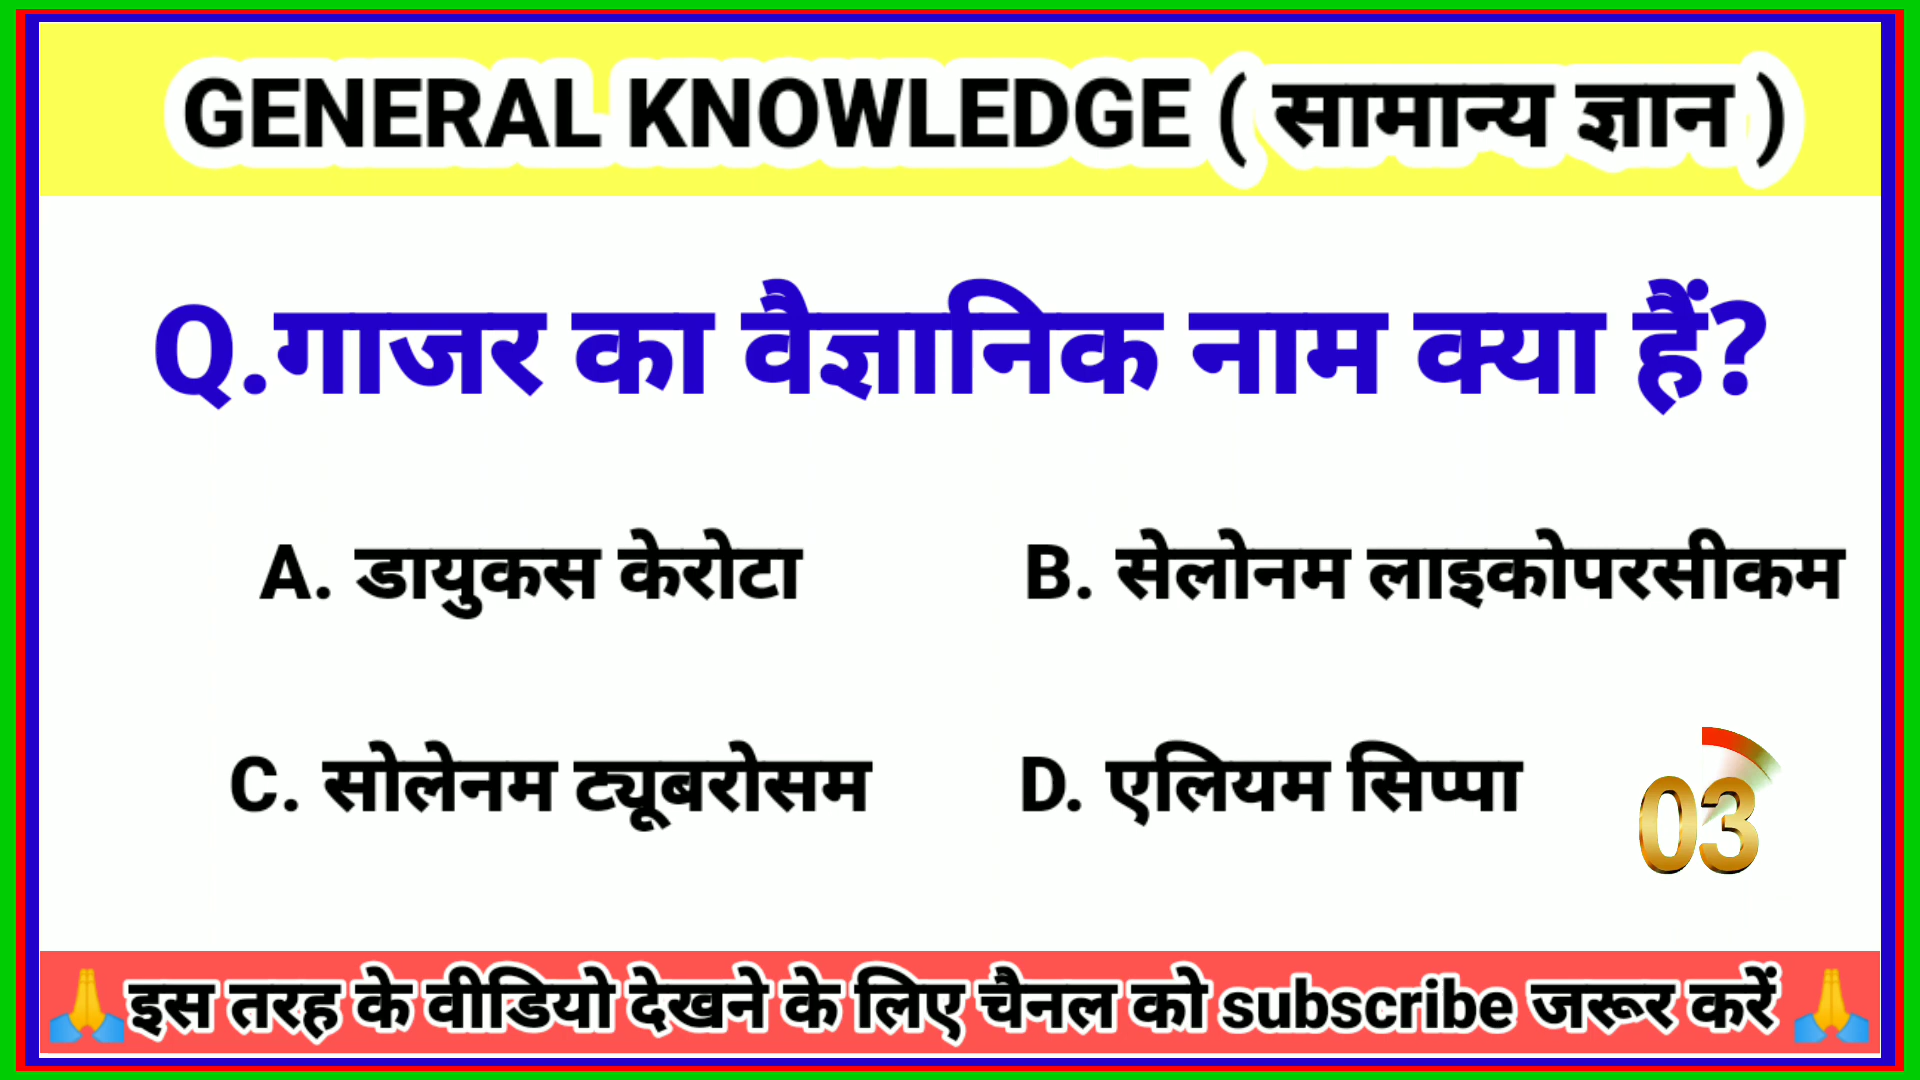 GENERAL KNOWLEDGE ( सामान्य ज्ञान )
Q.गाजर का वैज्ञानिक नाम क्या हैं?
A. डायुकस केरोटा
B. सेलोनम लाइकोपरसीकम
C. सोलेनम ट्यूबरोसम
D. एलियम सिप्पा
03
🙏इस तरह के वीडियो देखने के लिए चैनल को subscribe जरूर करें 🙏